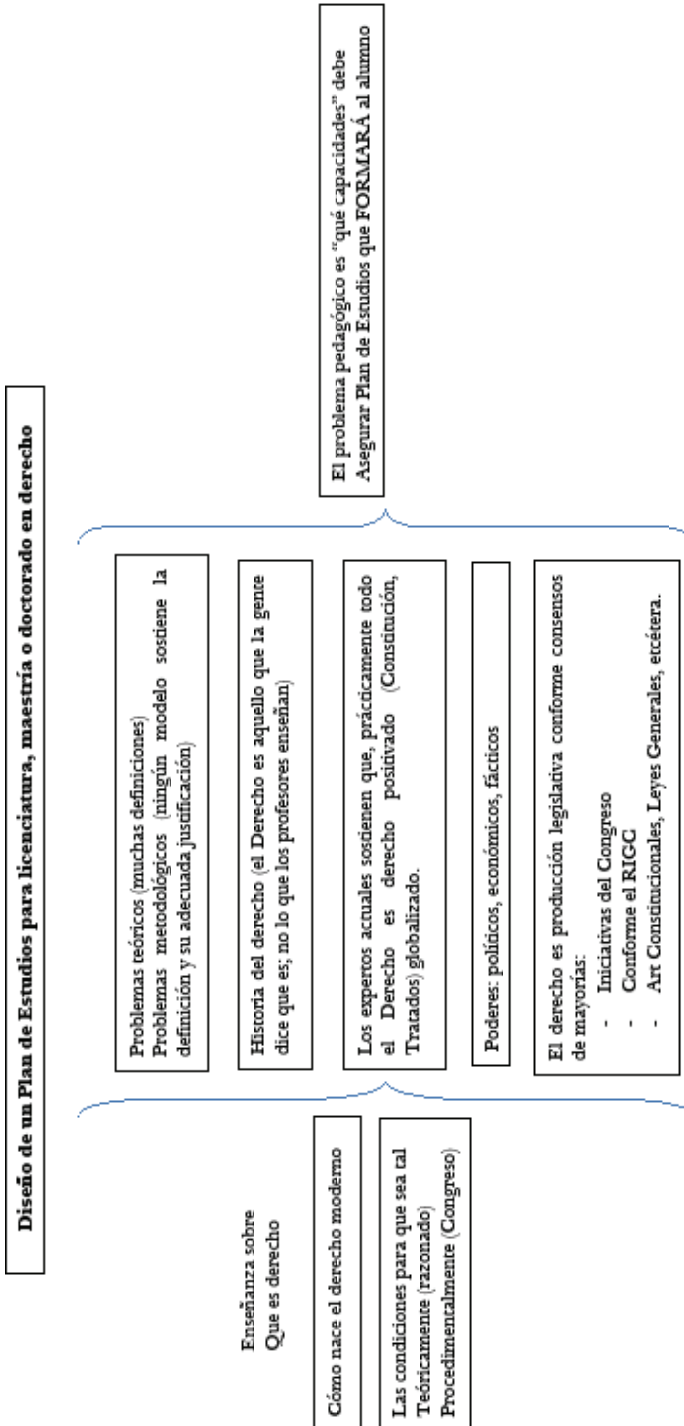 Diseño de un Plan de Estudios para licenciatura, maestría o doctorado en derecho
Enseñanza sobre
Que es derecho
Cómo nace el derecho moderno
Las condiciones para que sea tal
Teóricamente (razonado)
Procedimentalmente (Congreso)
Problemas teóricos (muchas definiciones)
Problemas metodológicos (ningún modelo sostiene la
definición y su adecuada justificación)
Historia del derecho (el Derecho es aquello que la gente
dice que es; no lo que los profesores enseñan)
Los expertos actuales sostienen que, prácticamente todo
el Derecho es derecho positivado (Constitución,
Tratados) globalizado.
Poderes: políticos, económicos, fácticos
El derecho es producción legislativa conforme consensos
de mayorías:
- Iniciativas del Congreso
- Conforme el RIGC
- Art Constitucionales, Leyes Generales, etcétera.
El problema pedagógico es “qué capacidades” debe
Asegurar Plan de Estudios que FORMARÁ al alumno